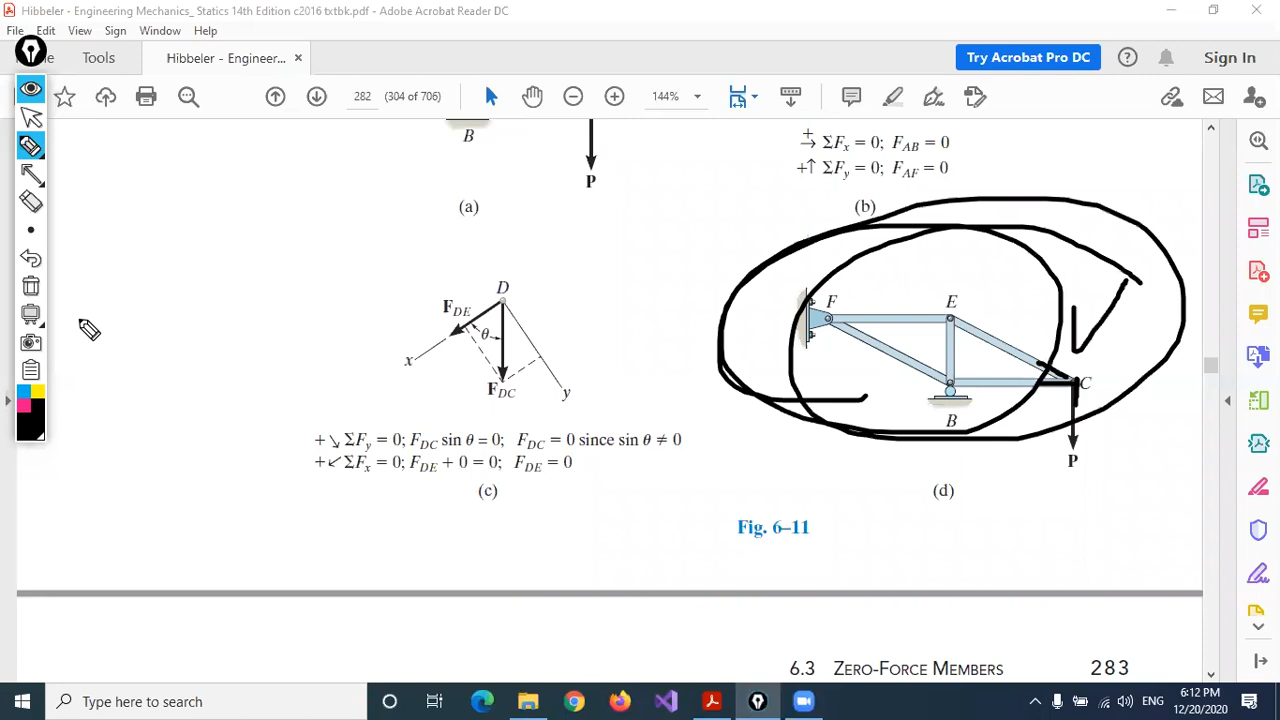 Hibbeler - Engineering Mechanics_ Statics 14th Edition c2016 txtbk.pdf - Adobe Acrobat Reader DC
File Edit View Sign Window Help
Tools Hibbeler - Engineer... ×
Try Acrobat Pro DC
Sign In
282 (304 of 706)
144%
B
P
(a)
+→ ΣFx = 0; FAB = 0
+↑ ΣFy = 0; FAF = 0
(b)
D
FDE
θ
x
FDC
y
+↘ ΣFy = 0; FDC sin θ = 0; FDC = 0 since sin θ ≠ 0
+↙ ΣFx = 0; FDE + 0 = 0; FDE = 0
(c)
F
E
C
B
P
(d)
Fig. 6–11
6.3 ZERO-FORCE MEMBERS 283
Type here to search
ENG
6:12 PM
12/20/2020